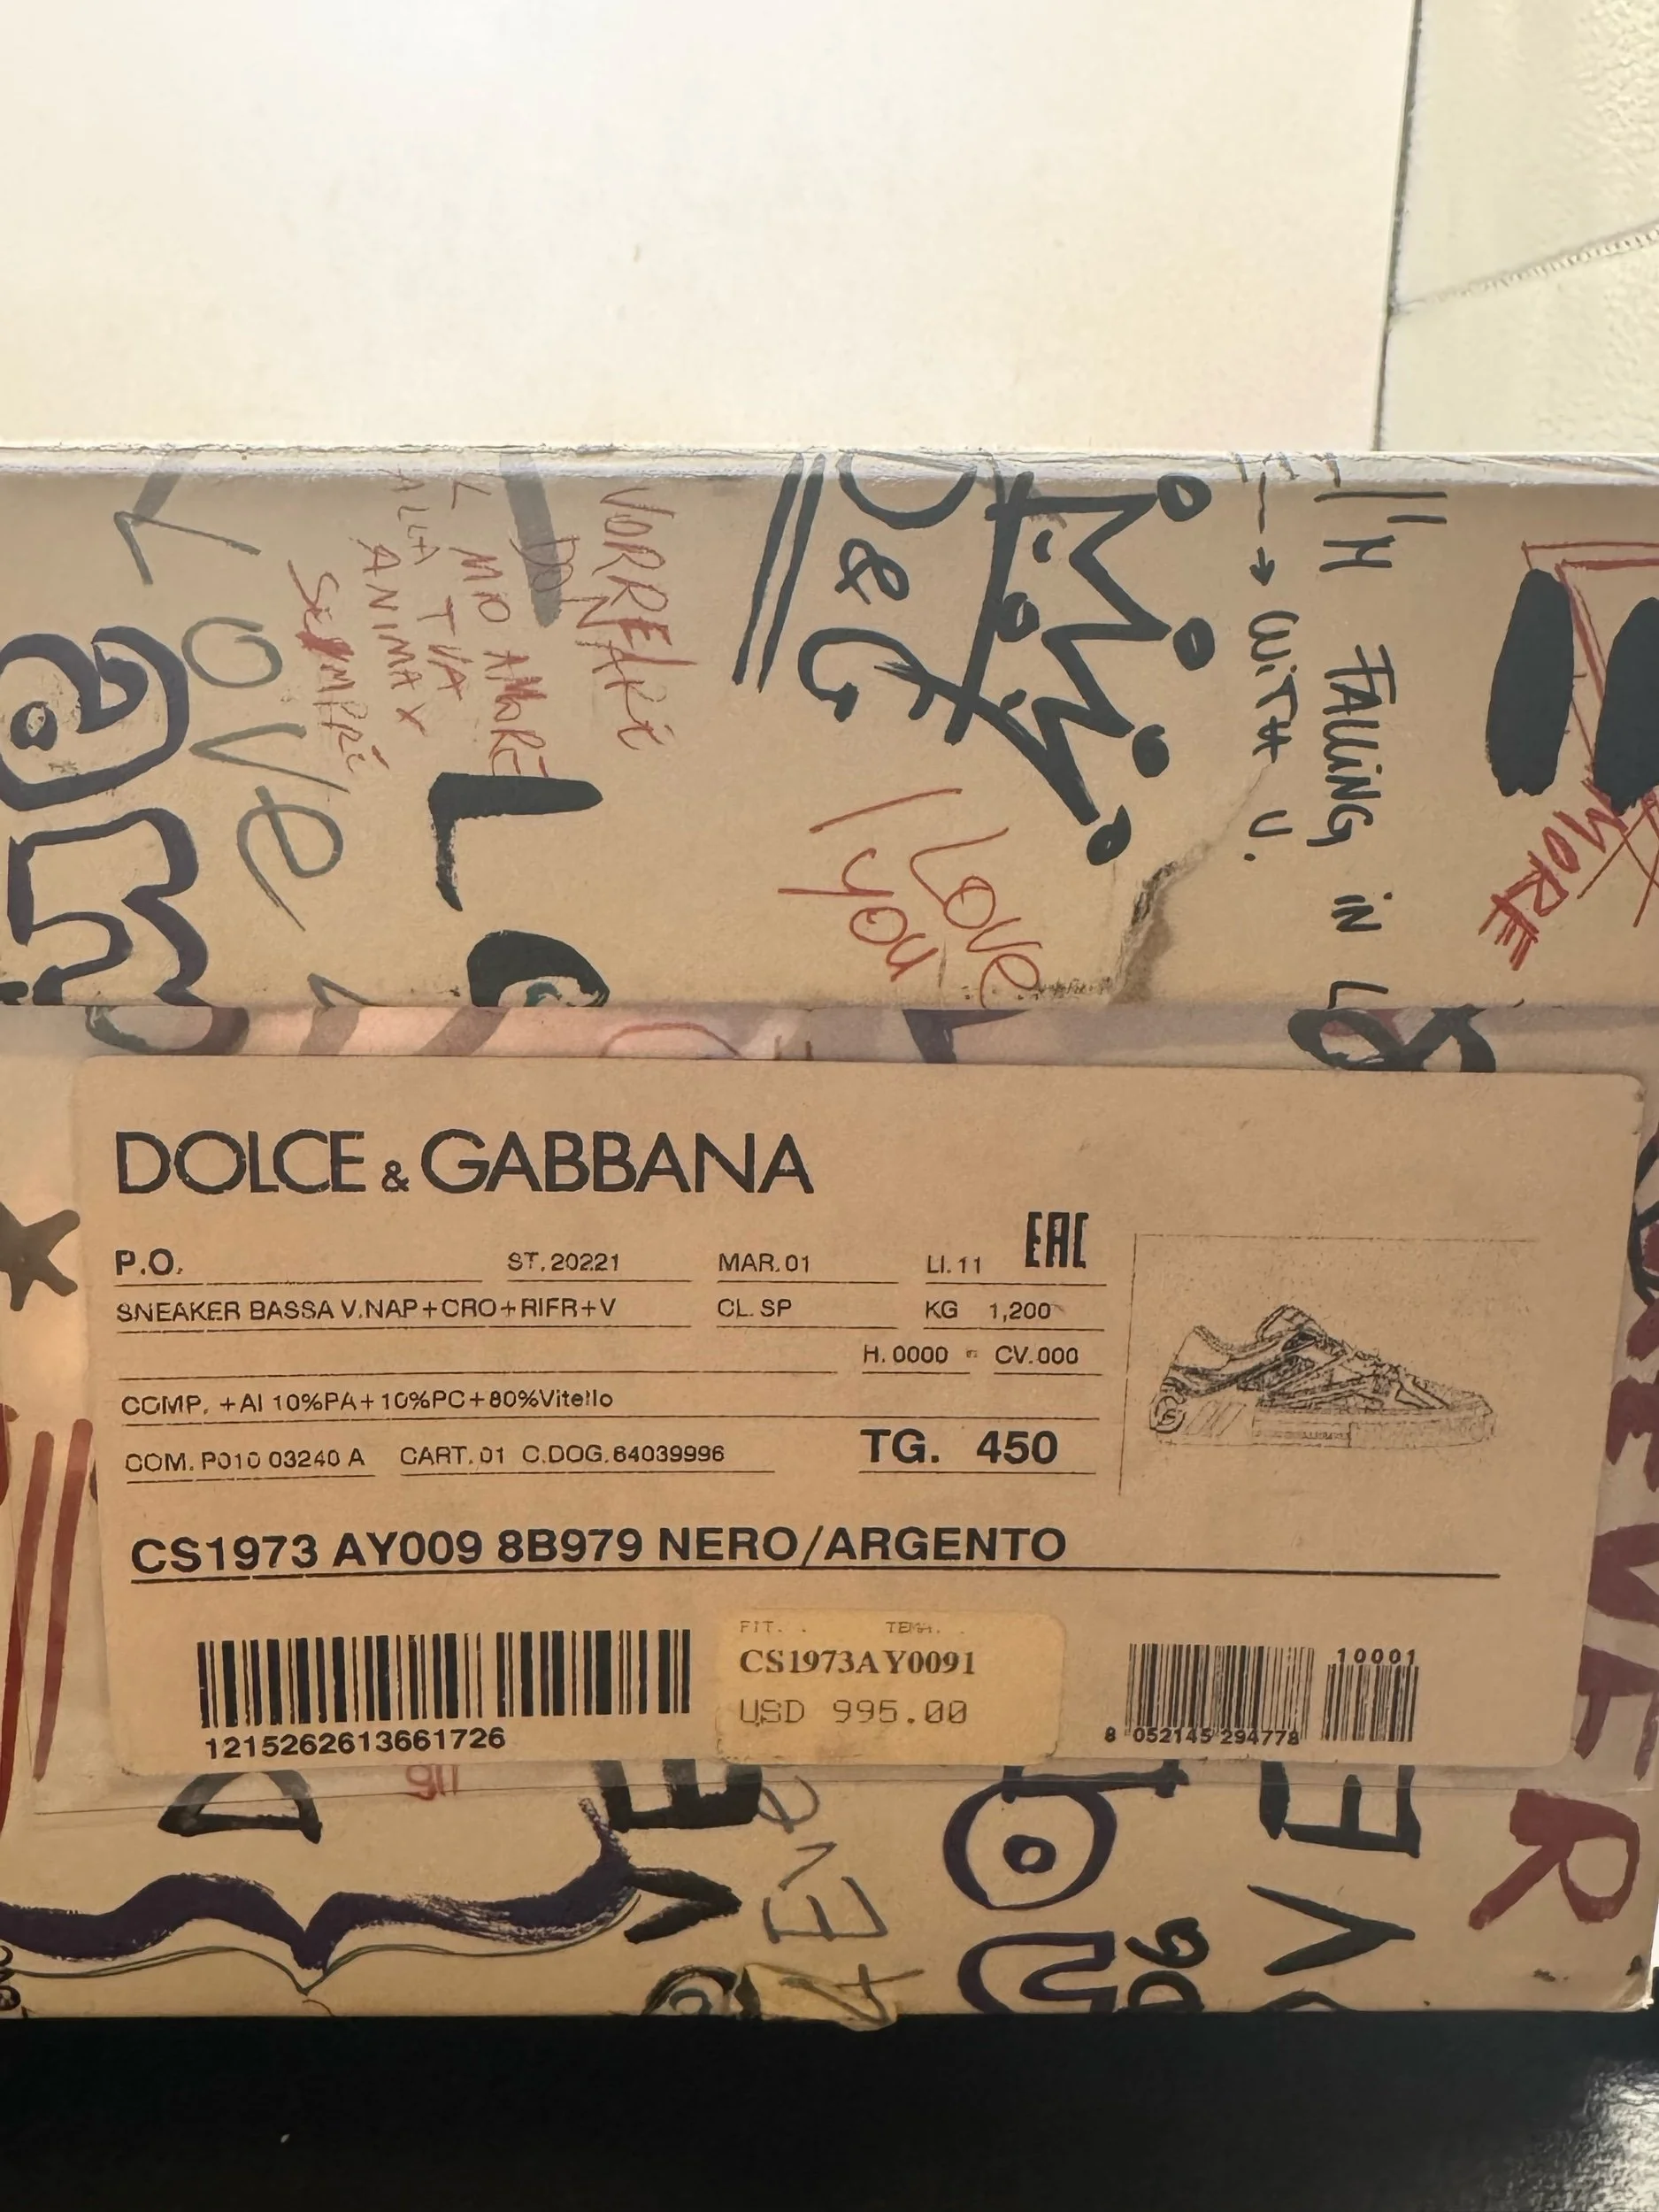 VORREI
DONARE
L MIO AMORE
ALLA TUA
ANIMA X
SEMPRE
Love
D&G
I Love
you
I'M FALLING IN LO
WITH U.
MORE
DOLCE & GABBANA
P.O. ST.20221 MAR.01 LI.11 EAC
SNEAKER BASSA V.NAP+CRO+RIFR+V CL.SP KG 1,200
H.0000 - CV.000
COMP. +AI 10%PA+10%PC+80%Vitello
COM. P010 03240 A CART.01 C.DOG.64039996 TG. 450
CS1973 AY009 8B979 NERO/ARGENTO
FIT. TEMA.
CS1973AY0091
USD 995.00
1215262613661726
10001
8 052145 294778